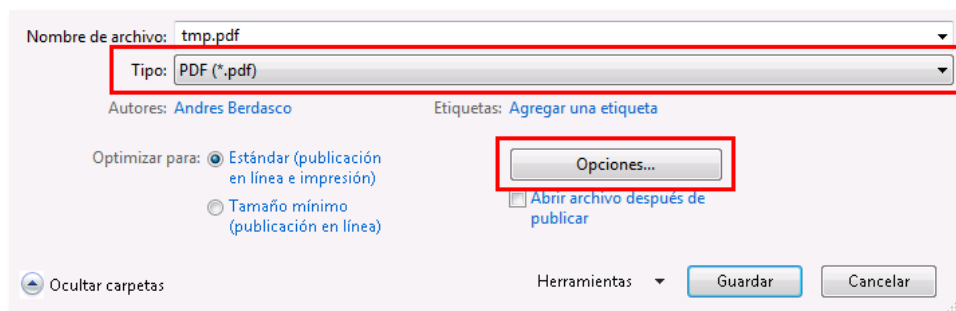 Nombre de archivo: tmp.pdf
Tipo: PDF (*.pdf)
Autores: Andres Berdasco Etiquetas: Agregar una etiqueta
Optimizar para: Estándar (publicación
en línea e impresión)
Tamaño mínimo
(publicación en línea)
Opciones...
Abrir archivo después de
publicar
Ocultar carpetas Herramientas Guardar Cancelar